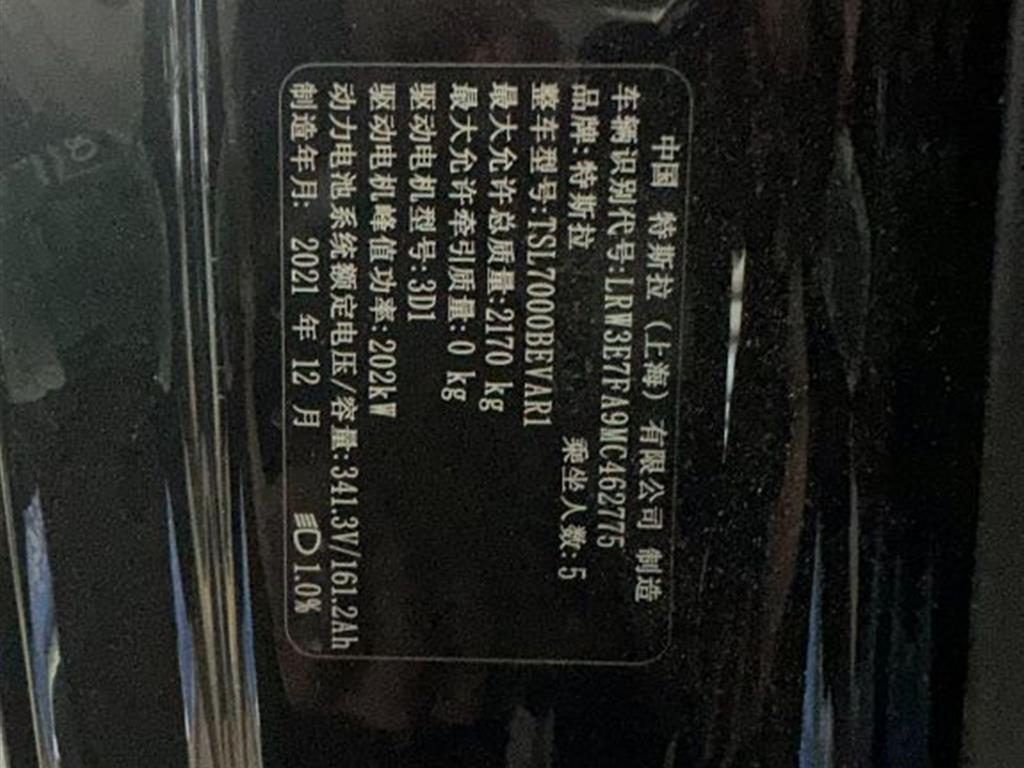 中国 特斯拉（上海）有限公司 制造
车辆识别代号:LRW3E7FA9MC462775
品牌:特斯拉 乘坐人数:5
整车型号:TSL7000BEVAR1
最大允许总质量:2170 kg
最大允许牵引质量:0 kg
驱动电机型号:3D1
驱动电机峰值功率:202kW
动力电池系统额定电压/容量:341.3V/161.2Ah
制造年月: 2021 年 12 月 1.0%